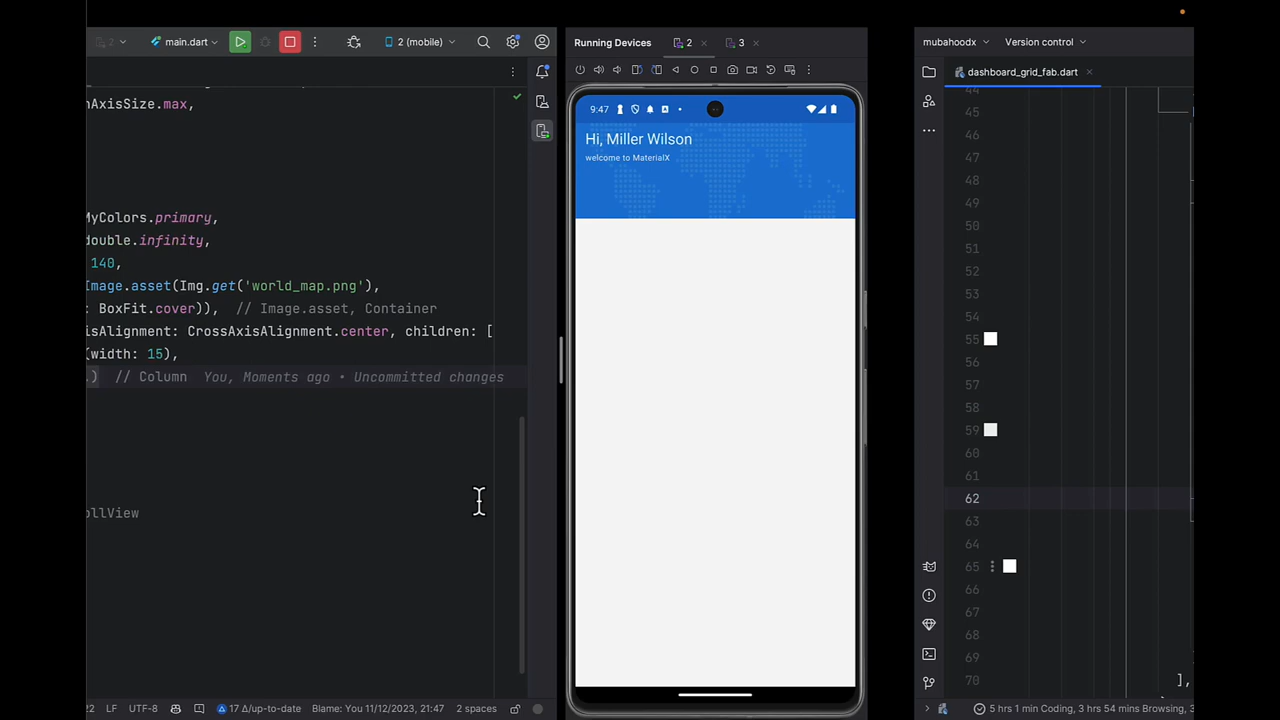 2
main.dart
2 (mobile)
nAxisSize.max,
MyColors.primary,
double.infinity,
140,
Image.asset(Img.get('world_map.png'),
: BoxFit.cover)), // Image.asset, Container
isAlignment: CrossAxisAlignment.center, children: [
(width: 15),
.) // Column You, Moments ago • Uncommitted changes
ollView
22 LF UTF-8 17 Δ/up-to-date Blame: You 11/12/2023, 21:47 2 spaces
Running Devices 2 3
9:47
Hi, Miller Wilson
welcome to MaterialX
mubahoodx Version control
dashboard_grid_fab.dart
44
45
46
47
48
49
50
51
52
53
54
55
56
57
58
59
60
61
62
63
64
65
66
67
68
69
70 ],
5 hrs 1 min Coding, 3 hrs 54 mins Browsing, 3